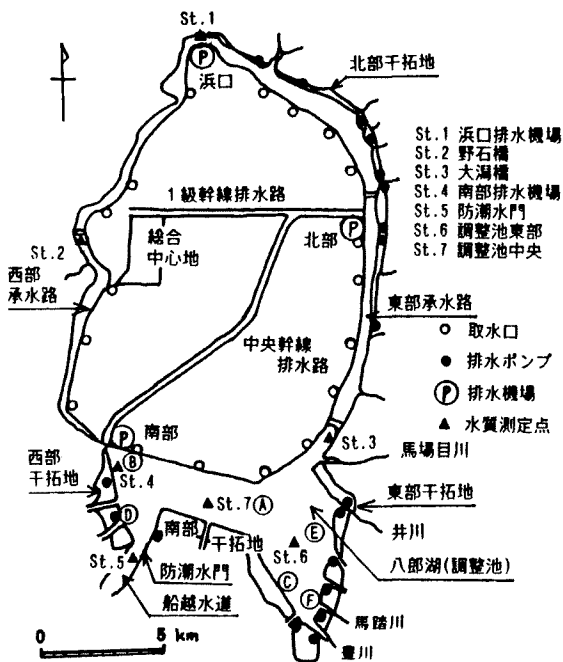 St.1
Ⓟ
浜口
北部干拓地
St.1 浜口排水機場
St.2 野石橋
St.3 大潟橋
St.4 南部排水機場
St.5 防潮水門
St.6 調整池東部
St.7 調整池中央
1級幹線排水路
St.2
総合
中心地
北部
Ⓟ
西部
承水路
東部承水路
中央幹線
排水路
取水口
排水ポンプ
Ⓟ 排水機場
水質測定点
Ⓟ
南部
St.3
馬場目川
西部
干拓地
Ⓑ
St.4
東部干拓地
St.7 Ⓐ
Ⓓ
南部
干拓地
Ⓔ
井川
St.6
八郎湖(調整池)
St.5
防潮水門
Ⓒ
Ⓕ
船越水道
馬踏川
豊川
0 5 km